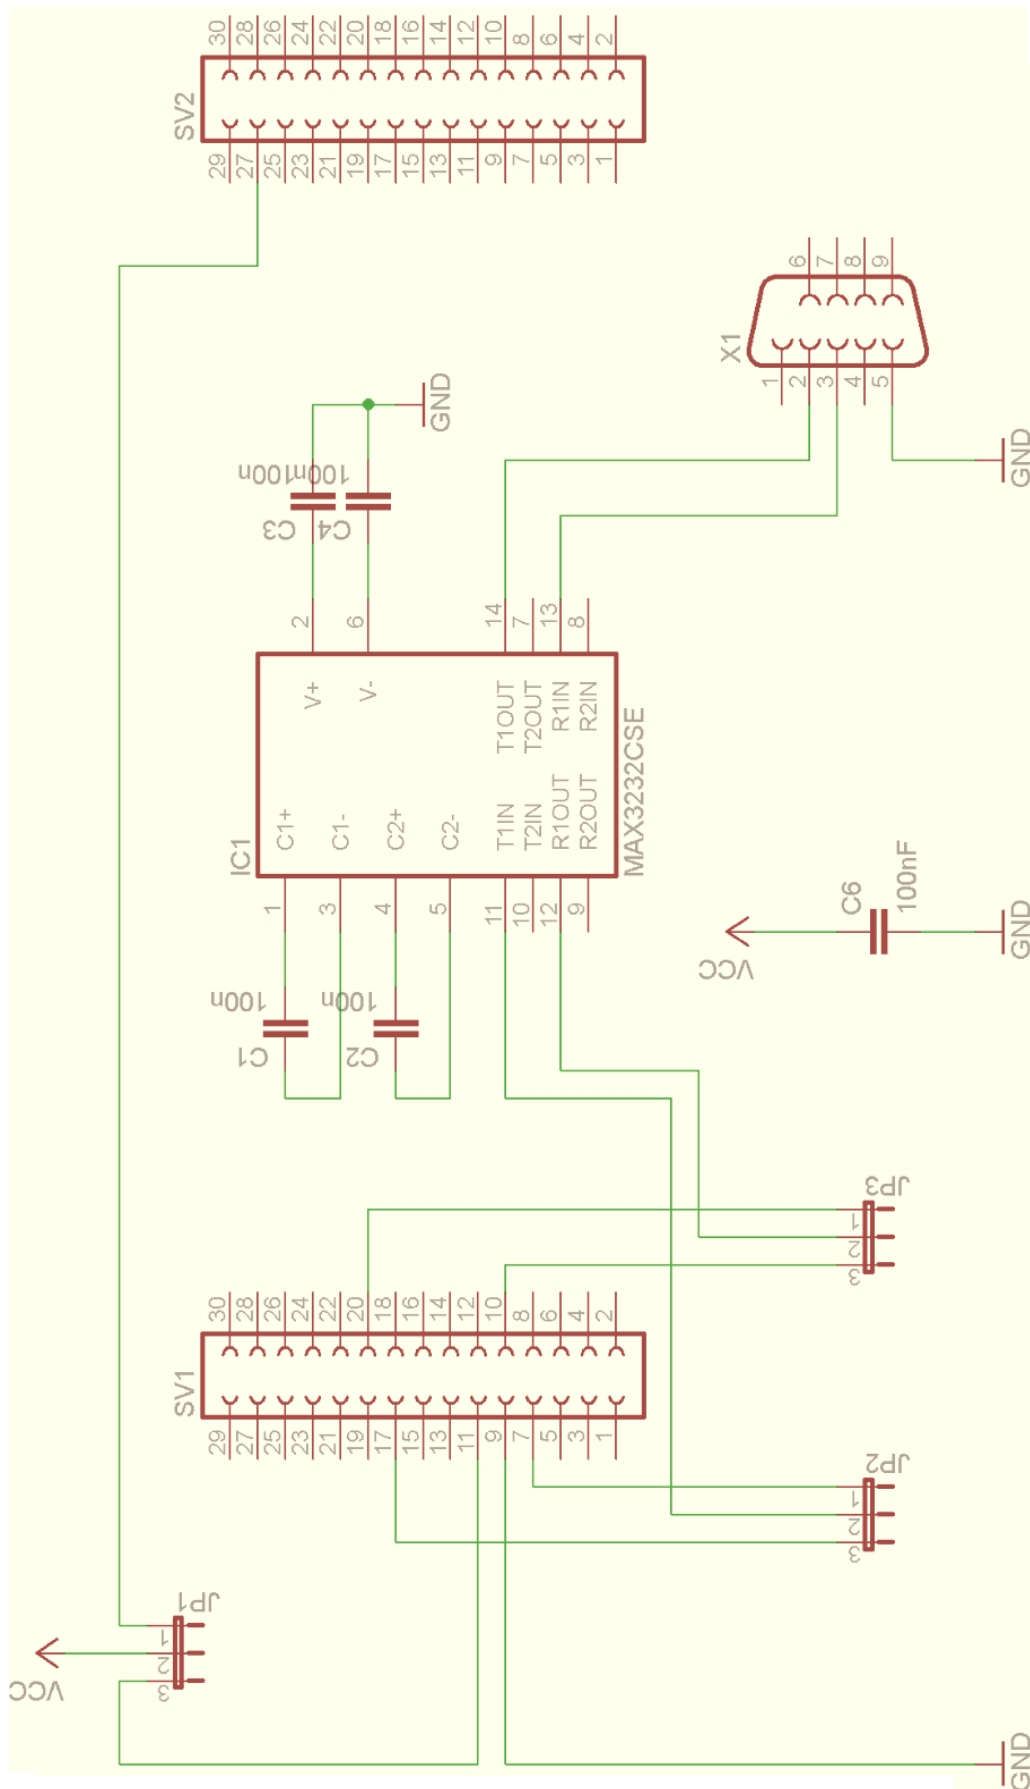 30 28 26 24 22 20 18 16 14 12 10 8 6 4 2
SV2
29 27 25 23 21 19 17 15 13 11 9 7 5 3 1
6 7 8 9
X1
1 2 3 4 5
GND
GND
100n 100n
C3 C4
2 6 14 7 13 8
V+ V- T1OUT T2OUT R1IN R2IN
C1+ C1- C2+ C2- T1IN T2IN R1OUT R2OUT
IC1
MAX3232CSE
1 3 4 5 11 10 12 9
C6
100nF
VCC
GND
100n 100n
C1 C2
JP3
1
2
3
30 28 26 24 22 20 18 16 14 12 10 8 6 4 2
SV1
29 27 25 23 21 19 17 15 13 11 9 7 5 3 1
JP2
1
2
3
JP1
1
2
3
VCC
GND